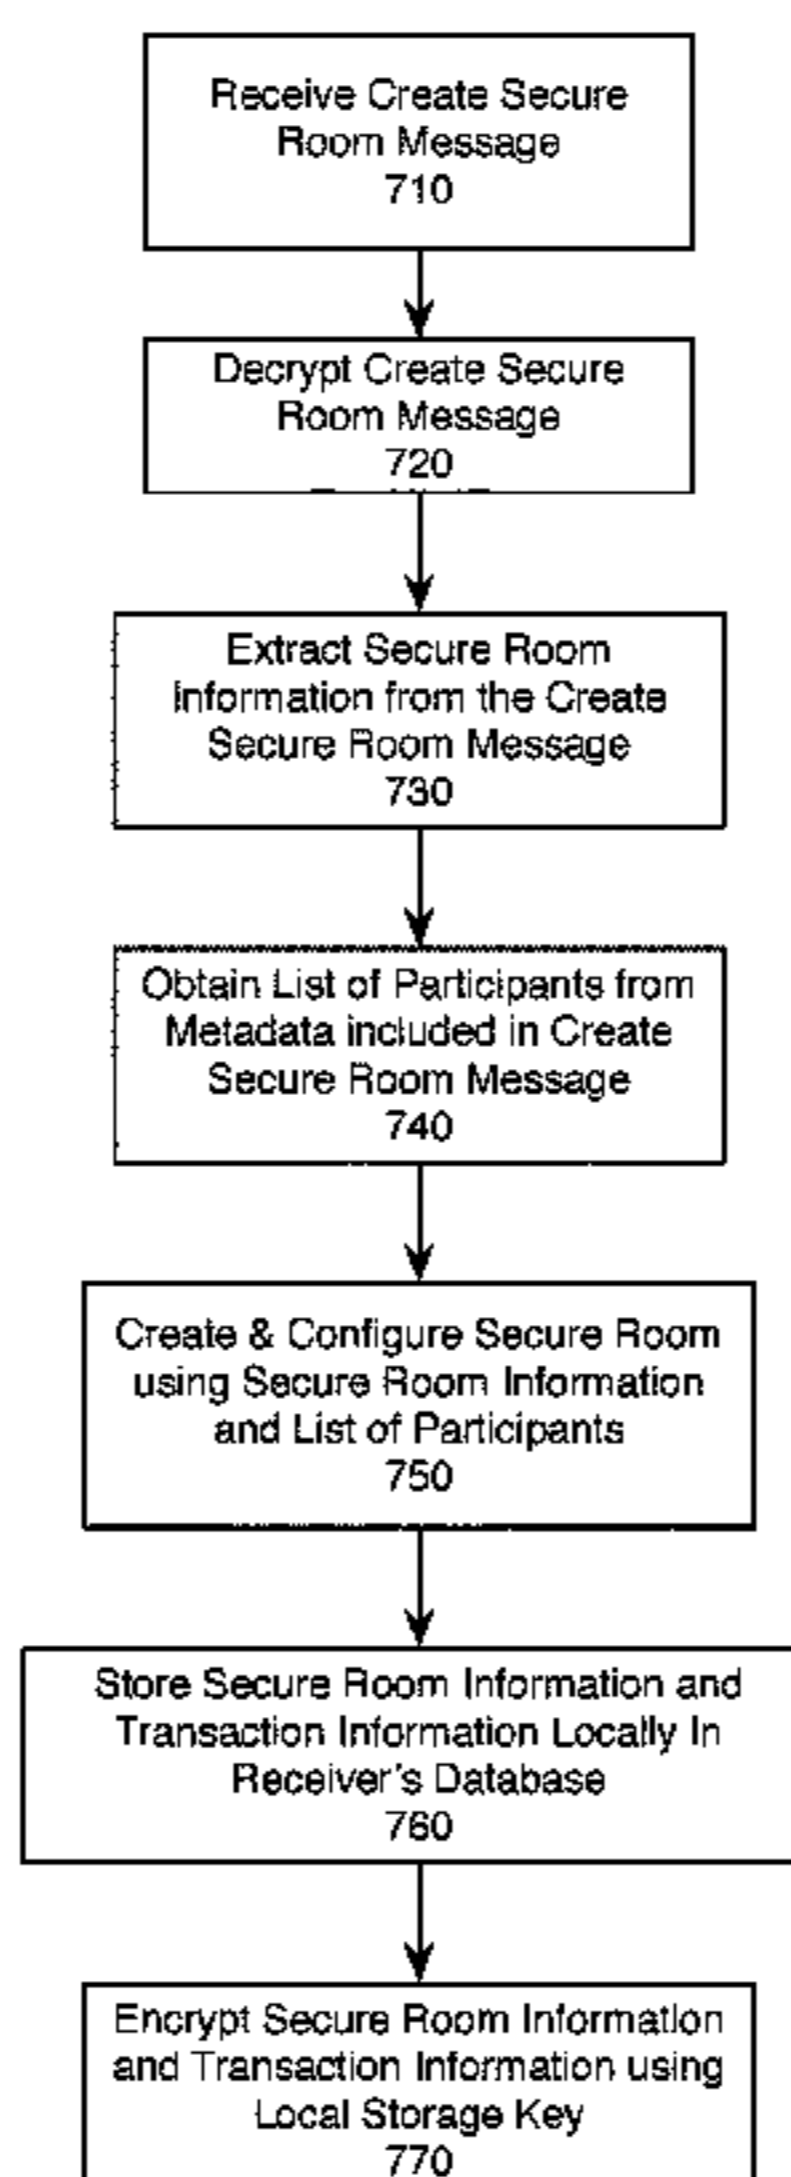 Receive Create Secure
Room Message
710
Decrypt Create Secure
Room Message
720
Extract Secure Room
Information from the Create
Secure Room Message
730
Obtain List of Participants from
Metadata included in Create
Secure Room Message
740
Create & Configure Secure Room
using Secure Room Information
and List of Participants
750
Store Secure Room Information and
Transaction Information Locally In
Receiver's Database
760
Encrypt Secure Room Information
and Transaction Information using
Local Storage Key
770